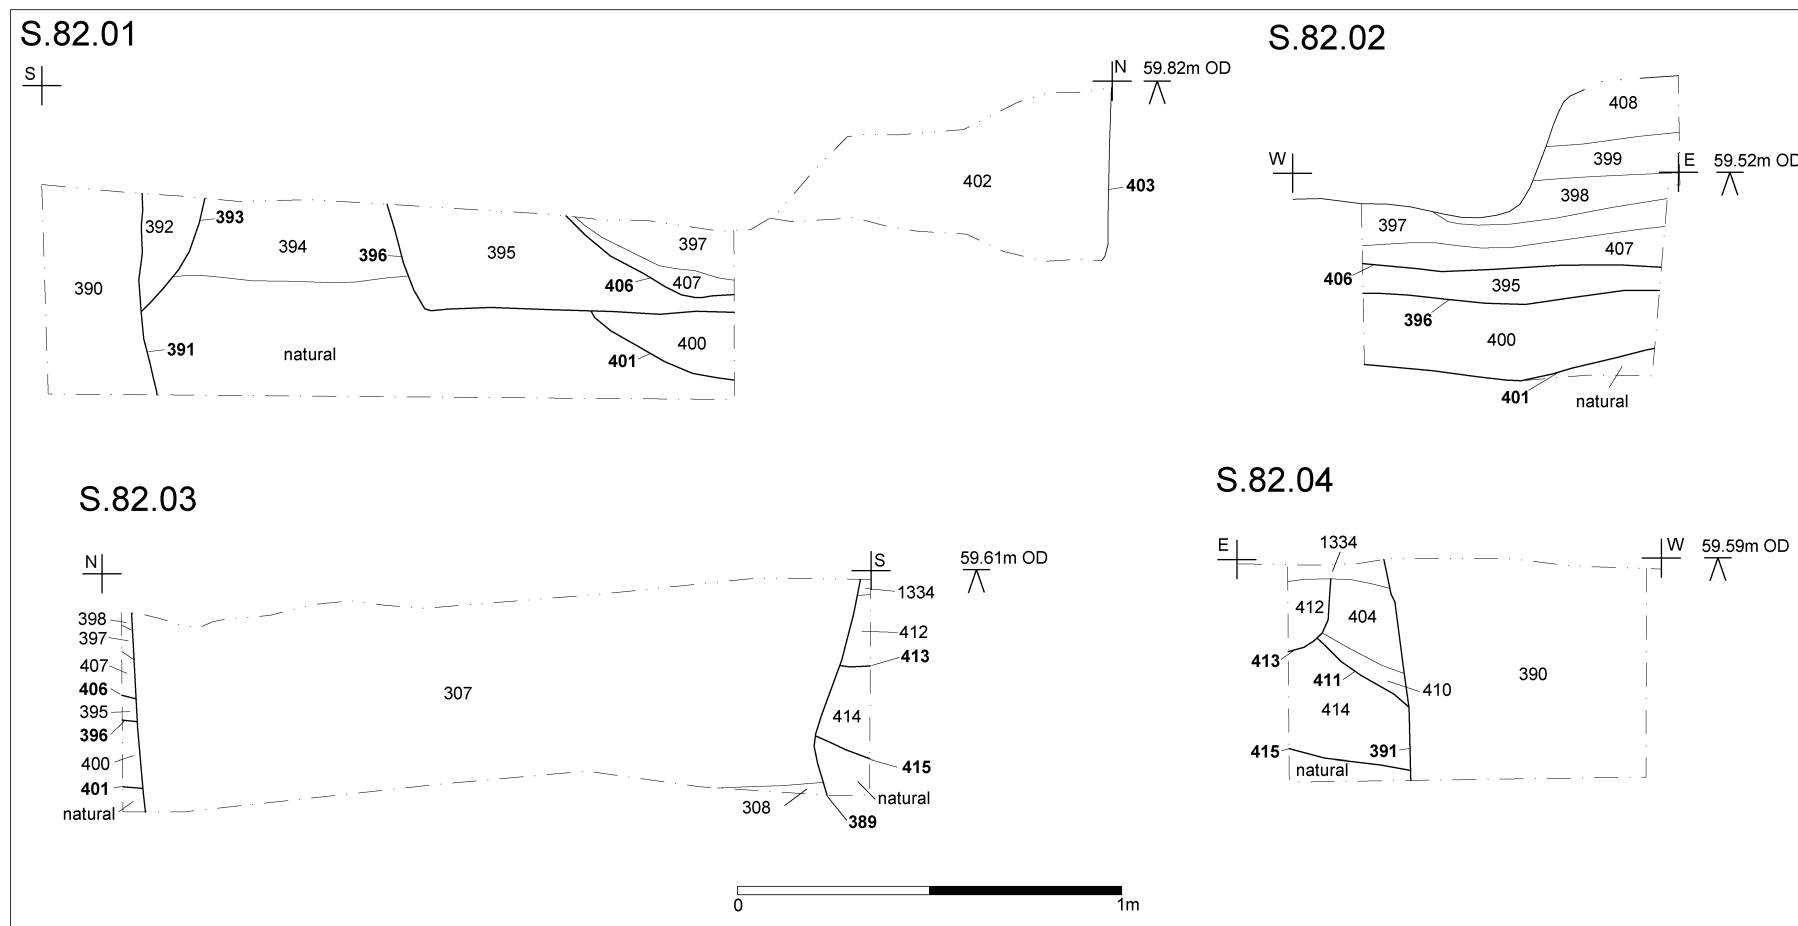 S.82.01
S
N
59.82m OD
392
393
394
396
395
397
406
407
390
391
natural
401
400
402
403
S.82.02
408
W
399
E
59.52m OD
398
397
407
406
395
396
400
401
natural
S.82.03
N
S
59.61m OD
398
397
407
406
395
396
400
401
natural
307
308
1334
412
413
414
415
natural
389
S.82.04
E
1334
W
59.59m OD
412
404
413
411
410
414
390
415
391
natural
0
1m